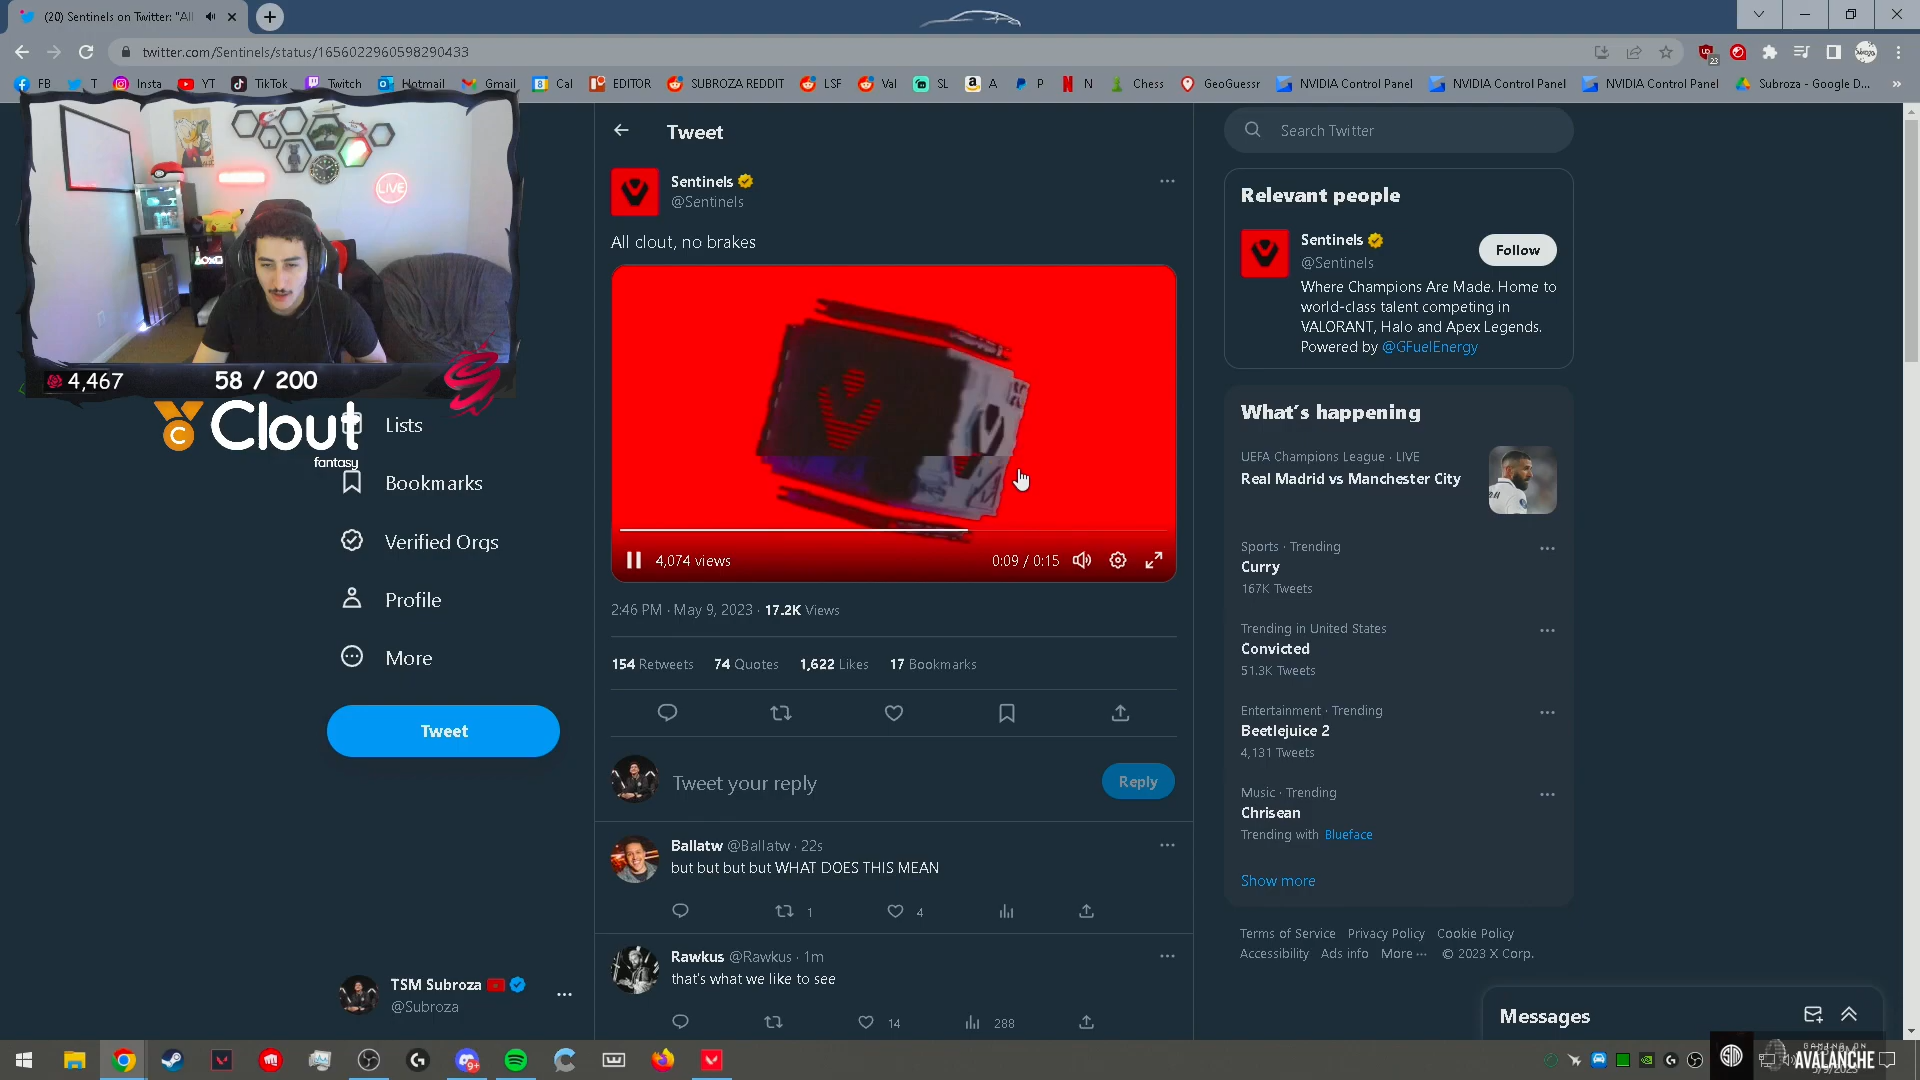 (20) Sentinels on Twitter: "All
twitter.com/Sentinels/status/1656022960598290433
FB
T
Insta
YT
TikTok
Twitch
Hotmail
Gmail
Cal
EDITOR
SUBROZA REDDIT
LSF
Val
SL
A
P
N
Chess
GeoGuessr
NVIDIA Control Panel
NVIDIA Control Panel
NVIDIA Control Panel
Subroza - Google D...
LIVE
4,467
58 / 200
Clout
fantasy
Lists
Bookmarks
Verified Orgs
Profile
More
Tweet
TSM Subroza
@Subroza
Tweet
Sentinels
@Sentinels
All clout, no brakes
4,074 views
0:09 / 0:15
2:46 PM · May 9, 2023 · 17.2K Views
154 Retweets 74 Quotes 1,622 Likes 17 Bookmarks
Tweet your reply
Reply
Ballatw @Ballatw · 22s
but but but but WHAT DOES THIS MEAN
1
4
Rawkus @Rawkus · 1m
that's what we like to see
14
288
Search Twitter
Relevant people
Sentinels
@Sentinels
Follow
Where Champions Are Made. Home to
world-class talent competing in
VALORANT, Halo and Apex Legends.
Powered by @GFuelEnergy
What's happening
UEFA Champions League · LIVE
Real Madrid vs Manchester City
Sports · Trending
Curry
167K Tweets
Trending in United States
Convicted
51.3K Tweets
Entertainment · Trending
Beetlejuice 2
4,131 Tweets
Music · Trending
Chrisean
Trending with Blueface
Show more
Terms of Service Privacy Policy Cookie Policy
Accessibility Ads info More ··· © 2023 X Corp.
Messages
GAMING ON
AVALANCHE